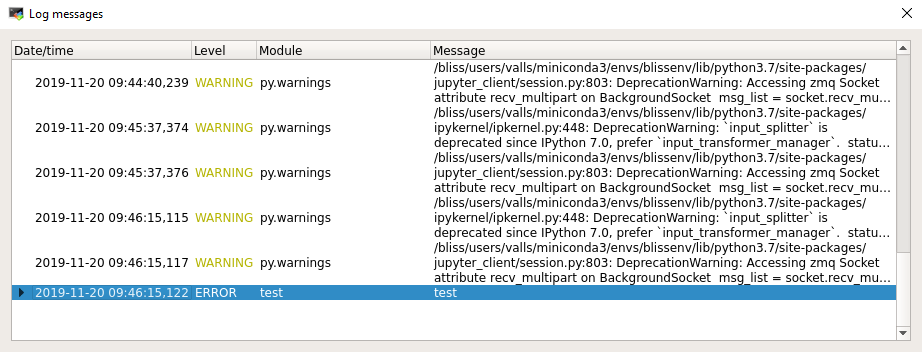 Log messages
Date/time Level Module Message
/bliss/users/valls/miniconda3/envs/blissenv/lib/python3.7/site-packages/
2019-11-20 09:44:40,239 WARNING py.warnings jupyter_client/session.py:803: DeprecationWarning: Accessing zmq Socket
attribute recv_multipart on BackgroundSocket msg_list = socket.recv_mu...
/bliss/users/valls/miniconda3/envs/blissenv/lib/python3.7/site-packages/
2019-11-20 09:45:37,374 WARNING py.warnings ipykernel/ipkernel.py:448: DeprecationWarning: `input_splitter` is
deprecated since IPython 7.0, prefer `input_transformer_manager`. statu...
/bliss/users/valls/miniconda3/envs/blissenv/lib/python3.7/site-packages/
2019-11-20 09:45:37,376 WARNING py.warnings jupyter_client/session.py:803: DeprecationWarning: Accessing zmq Socket
attribute recv_multipart on BackgroundSocket msg_list = socket.recv_mu...
/bliss/users/valls/miniconda3/envs/blissenv/lib/python3.7/site-packages/
2019-11-20 09:46:15,115 WARNING py.warnings ipykernel/ipkernel.py:448: DeprecationWarning: `input_splitter` is
deprecated since IPython 7.0, prefer `input_transformer_manager`. statu...
/bliss/users/valls/miniconda3/envs/blissenv/lib/python3.7/site-packages/
2019-11-20 09:46:15,117 WARNING py.warnings jupyter_client/session.py:803: DeprecationWarning: Accessing zmq Socket
attribute recv_multipart on BackgroundSocket msg_list = socket.recv_mu...
2019-11-20 09:46:15,122 ERROR test test